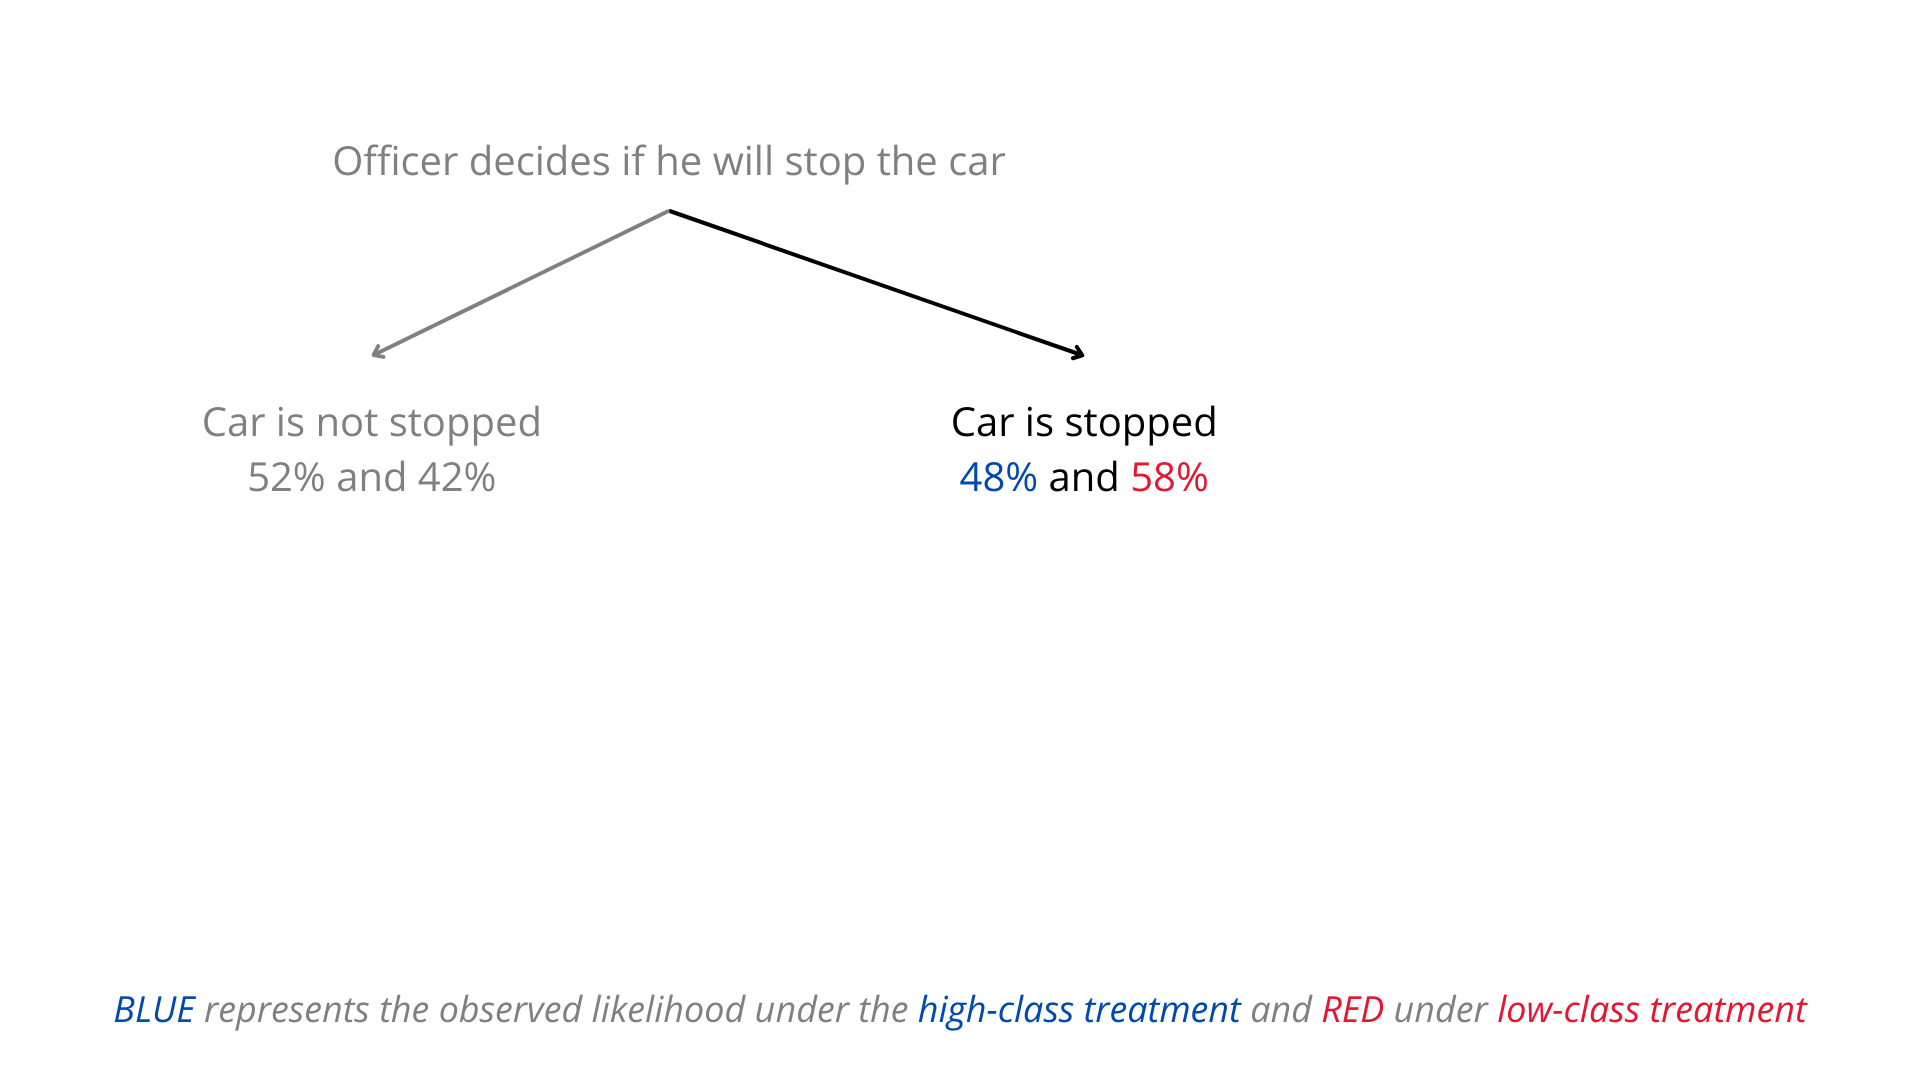 Officer decides if he will stop the car
Car is not stopped
52% and 42%
Car is stopped
48% and 58%
BLUE represents the observed likelihood under the high-class treatment and RED under low-class treatment